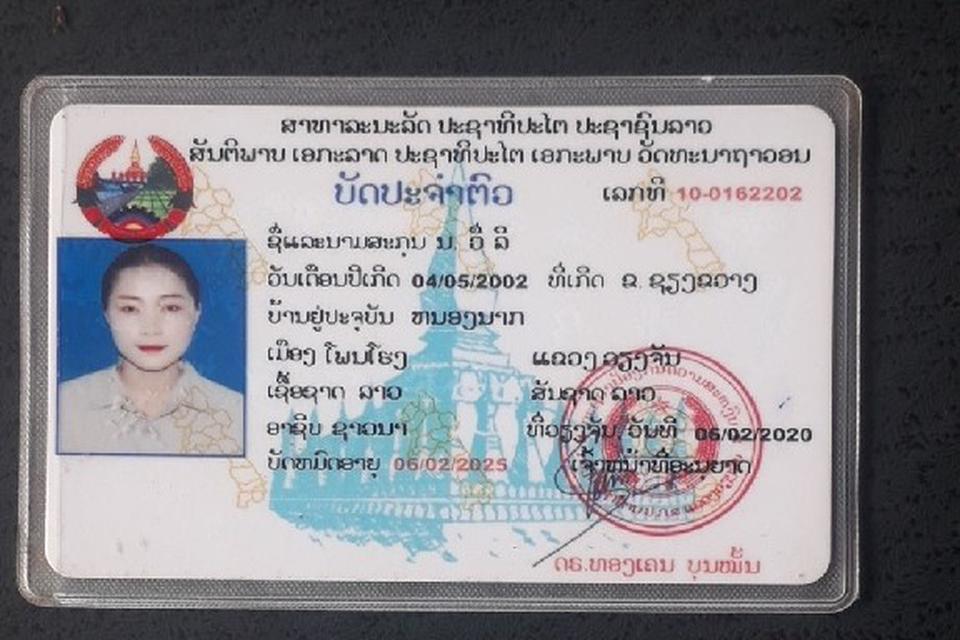 ສາທາລະນະລັດ ປະຊາທິປະໄຕ ປະຊາຊົນລາວ
ສັນຕິພາບ ເອກະລາດ ປະຊາທິປະໄຕ ເອກະພາບ ວັດທະນາຖາວອນ
ບັດປະຈຳຕົວ ເລກທີ 10-0162202
ຊື່ແລະນາມສະກຸນ ນ. ວື ລີ
ວັນເດືອນປີເກີດ 04/05/2002 ທີ່ເກີດ ຂ. ຊຽງຂວາງ
ບ້ານຢູ່ປະຈຸບັນ ຫນອງນາກ
ເມືອງ ໂພນໂຮງ ແຂວງ ວຽງຈັນ
ເຊື້ອຊາດ ລາວ ສັນຊາດ ລາວ
ອາຊີບ ຊາວນາ ທີ່ວຽງຈັນ, ວັນທີ 06/02/2020
ບັດຫມົດອາຍຸ 06/02/2025 ເຈົ້າຫນ້າທີ່ອະນຸຍາດ
ດຣ.ທອງເຄນ ບຸນໝັ້ນ